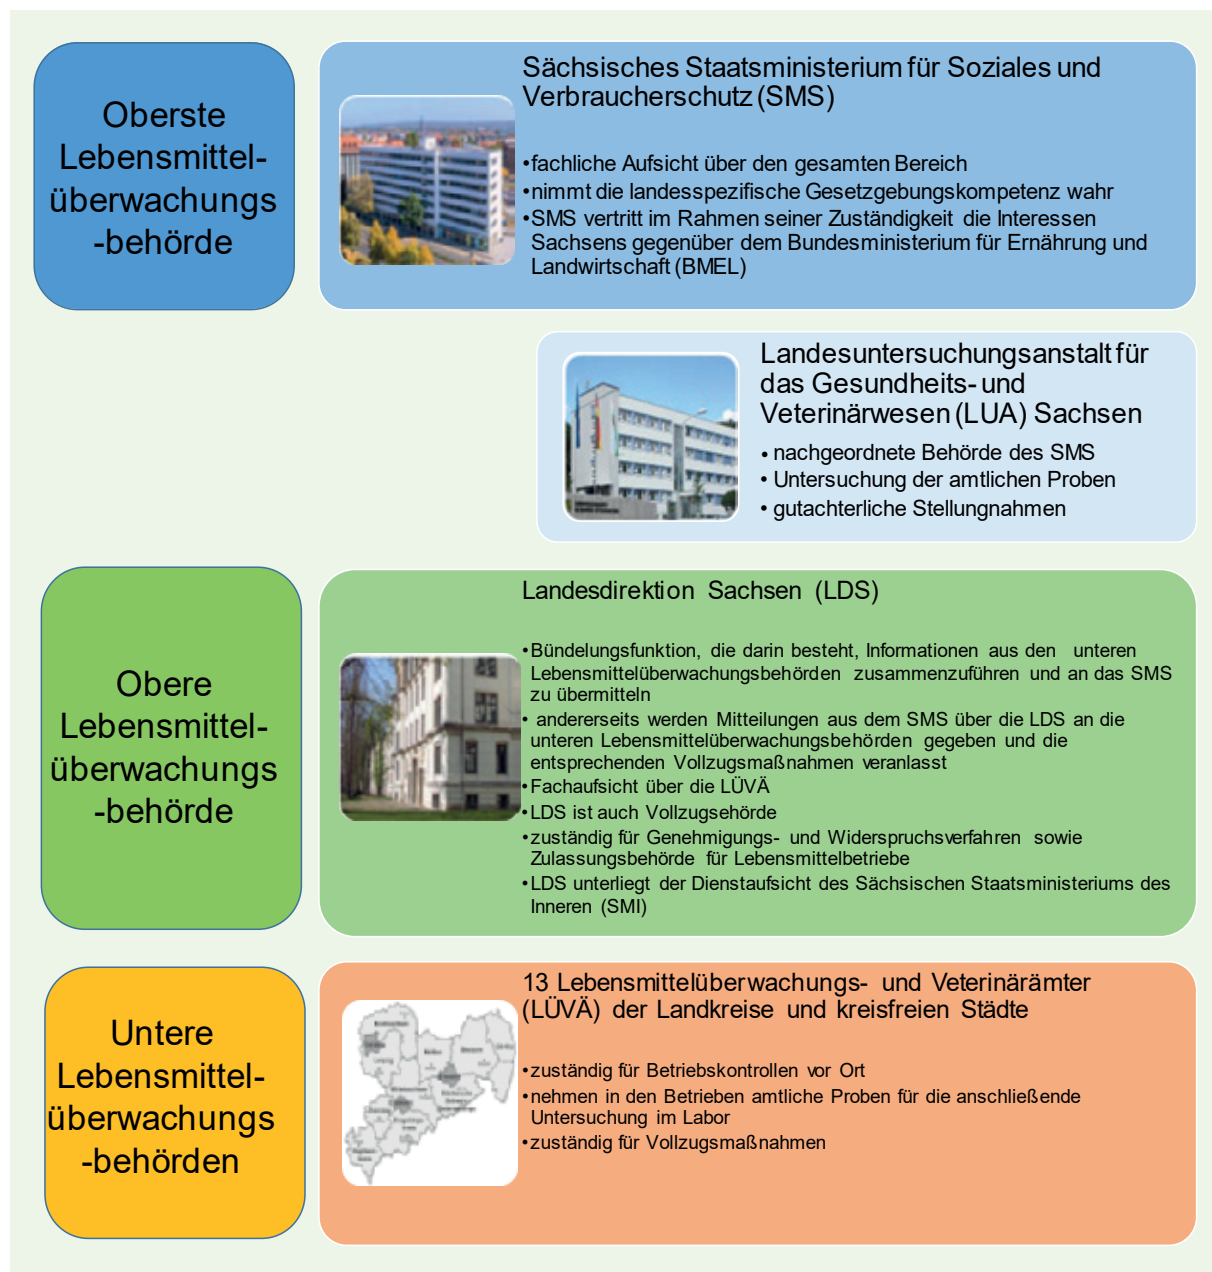 Oberste
Lebensmittel-
überwachungs
-behörde
Sächsisches Staatsministerium für Soziales und
Verbraucherschutz (SMS)
•fachliche Aufsicht über den gesamten Bereich
•nimmt die landesspezifische Gesetzgebungskompetenz wahr
•SMS vertritt im Rahmen seiner Zuständigkeit die Interessen
Sachsens gegenüber dem Bundesministerium für Ernährung und
Landwirtschaft (BMEL)
Landesuntersuchungsanstalt für
das Gesundheits- und
Veterinärwesen (LUA) Sachsen
• nachgeordnete Behörde des SMS
• Untersuchung der amtlichen Proben
• gutachterliche Stellungnahmen
Obere
Lebensmittel-
überwachungs
-behörde
Landesdirektion Sachsen (LDS)
•Bündelungsfunktion, die darin besteht, Informationen aus den unteren
Lebensmittelüberwachungsbehörden zusammenzuführen und an das SMS
zu übermitteln
• andererseits werden Mitteilungen aus dem SMS über die LDS an die
unteren Lebensmittelüberwachungsbehörden gegeben und die
entsprechenden Vollzugsmaßnahmen veranlasst
•Fachaufsicht über die LÜVÄ
•LDS ist auch Vollzugsehörde
•zuständig für Genehmigungs- und Widerspruchsverfahren sowie
Zulassungsbehörde für Lebensmittelbetriebe
•LDS unterliegt der Dienstaufsicht des Sächsischen Staatsministeriums des
Inneren (SMI)
Untere
Lebensmittel-
überwachungs
-behörden
13 Lebensmittelüberwachungs- und Veterinärämter
(LÜVÄ) der Landkreise und kreisfreien Städte
•zuständig für Betriebskontrollen vor Ort
•nehmen in den Betrieben amtliche Proben für die anschließende
Untersuchung im Labor
•zuständig für Vollzugsmaßnahmen